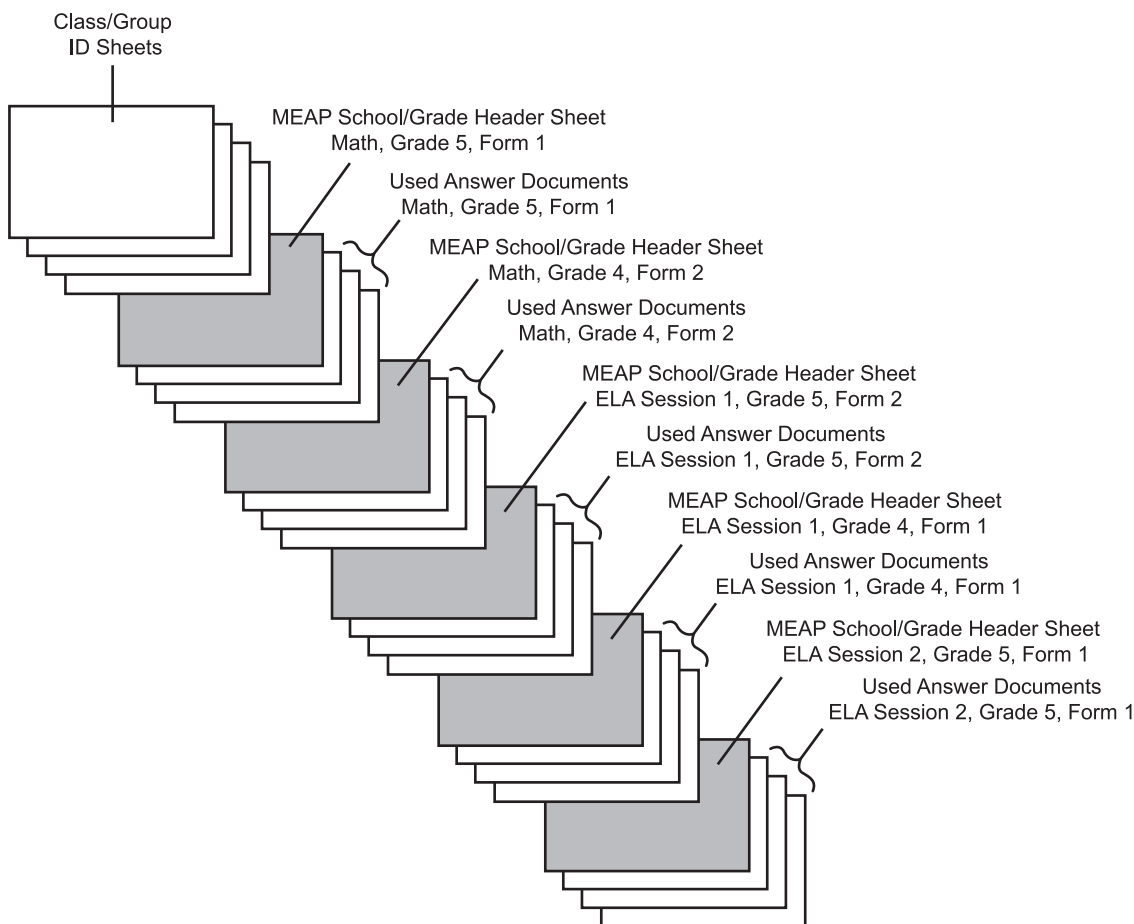 Class/Group
ID Sheets
MEAP School/Grade Header Sheet
Math, Grade 5, Form 1
Used Answer Documents
Math, Grade 5, Form 1
MEAP School/Grade Header Sheet
Math, Grade 4, Form 2
Used Answer Documents
Math, Grade 4, Form 2
MEAP School/Grade Header Sheet
ELA Session 1, Grade 5, Form 2
Used Answer Documents
ELA Session 1, Grade 5, Form 2
MEAP School/Grade Header Sheet
ELA Session 1, Grade 4, Form 1
Used Answer Documents
ELA Session 1, Grade 4, Form 1
MEAP School/Grade Header Sheet
ELA Session 2, Grade 5, Form 1
Used Answer Documents
ELA Session 2, Grade 5, Form 1